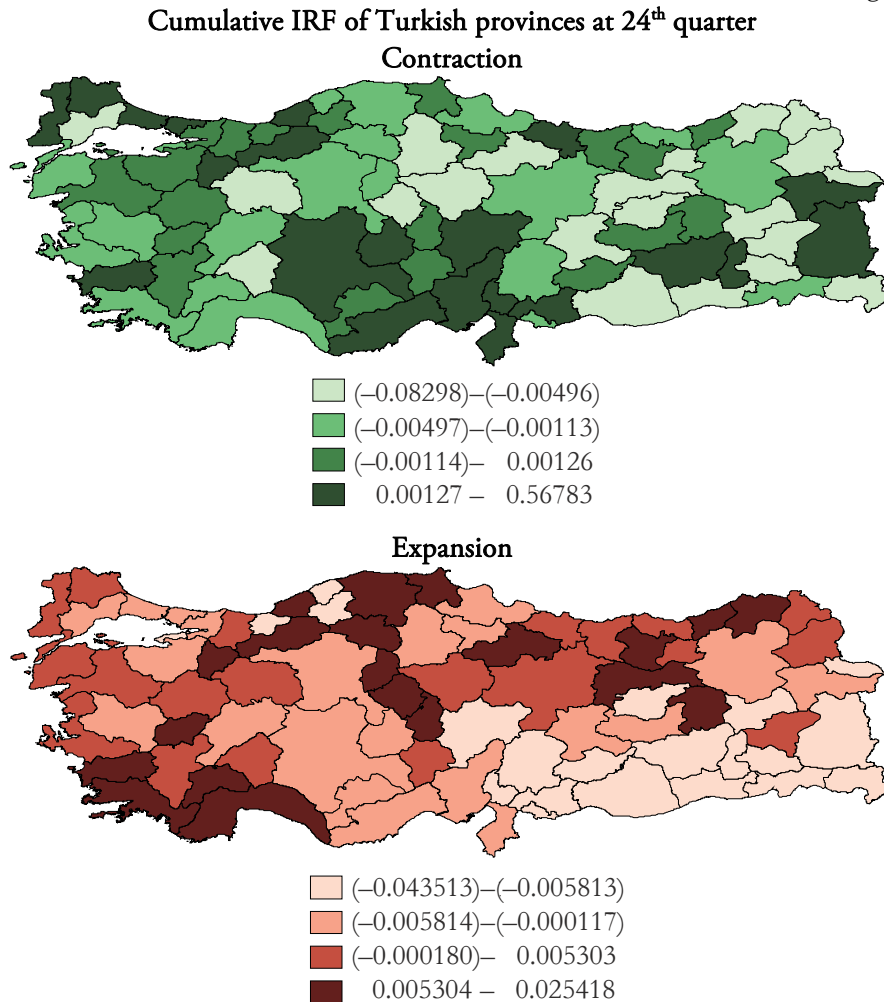 Cumulative IRF of Turkish provinces at 24th quarter
Contraction
(–0.08298)–(–0.00496)
(–0.00497)–(–0.00113)
(–0.00114)– 0.00126
0.00127 – 0.56783
Expansion
(–0.043513)–(–0.005813)
(–0.005814)–(–0.000117)
(–0.000180)– 0.005303
0.005304 – 0.025418